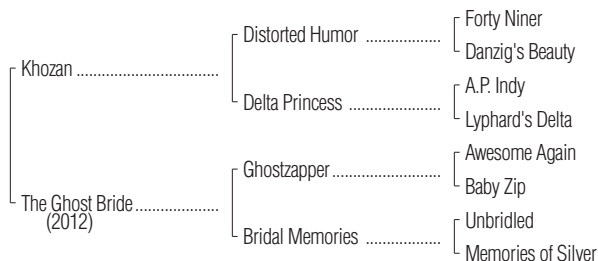 Forty Niner
Distorted Humor ..................
Danzig's Beauty
Khozan .................................
A.P. Indy
Delta Princess ......................
Lyphard's Delta
Awesome Again
Ghostzapper..........................
Baby Zip
The Ghost Bride....................
(2012)
Unbridled
Bridal Memories ..................
Memories of Silver